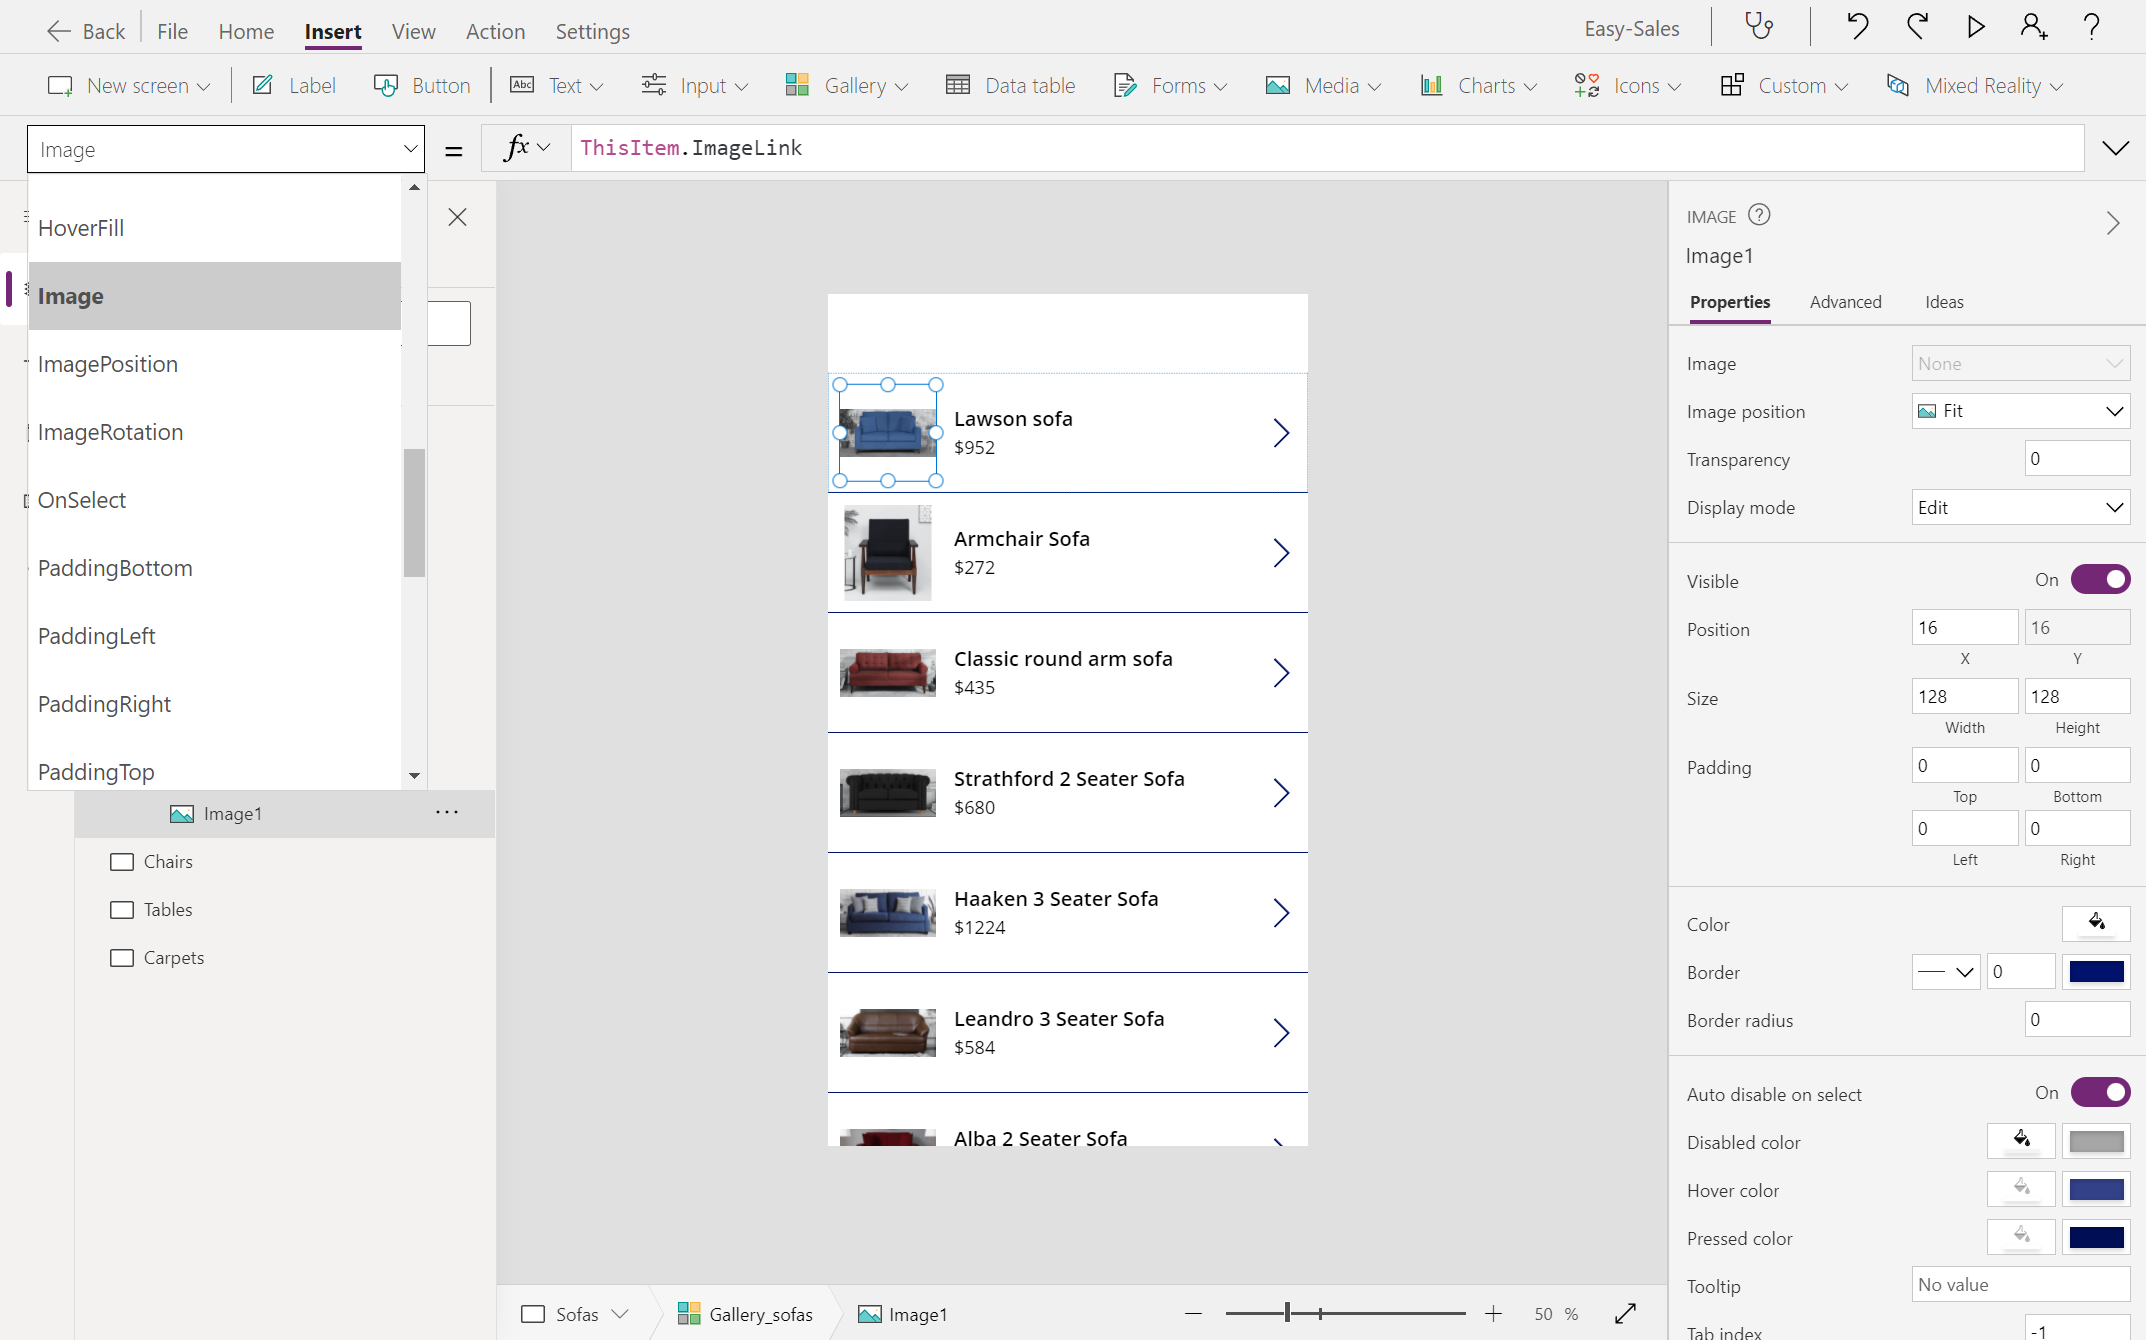 Back File Home Insert View Action Settings Easy-Sales
New screen Label Button Abc Text Input Gallery Data table Forms Media Charts Icons Custom Mixed Reality
Image = fx ThisItem.ImageLink
HoverFill
Image
ImagePosition
ImageRotation
OnSelect
PaddingBottom
PaddingLeft
PaddingRight
PaddingTop
Image1
Chairs
Tables
Carpets
Lawson sofa
$952
Armchair Sofa
$272
Classic round arm sofa
$435
Strathford 2 Seater Sofa
$680
Haaken 3 Seater Sofa
$1224
Leandro 3 Seater Sofa
$584
Alba 2 Seater Sofa
Sofas Gallery_sofas Image1 50 %
IMAGE ?
Image1
Properties Advanced Ideas
Image None
Image position Fit
Transparency 0
Display mode Edit
Visible On
Position 16 16
X Y
Size 128 128
Width Height
Padding 0 0
Top Bottom
0 0
Left Right
Color
Border 0
Border radius 0
Auto disable on select On
Disabled color
Hover color
Pressed color
Tooltip No value
Tab index -1